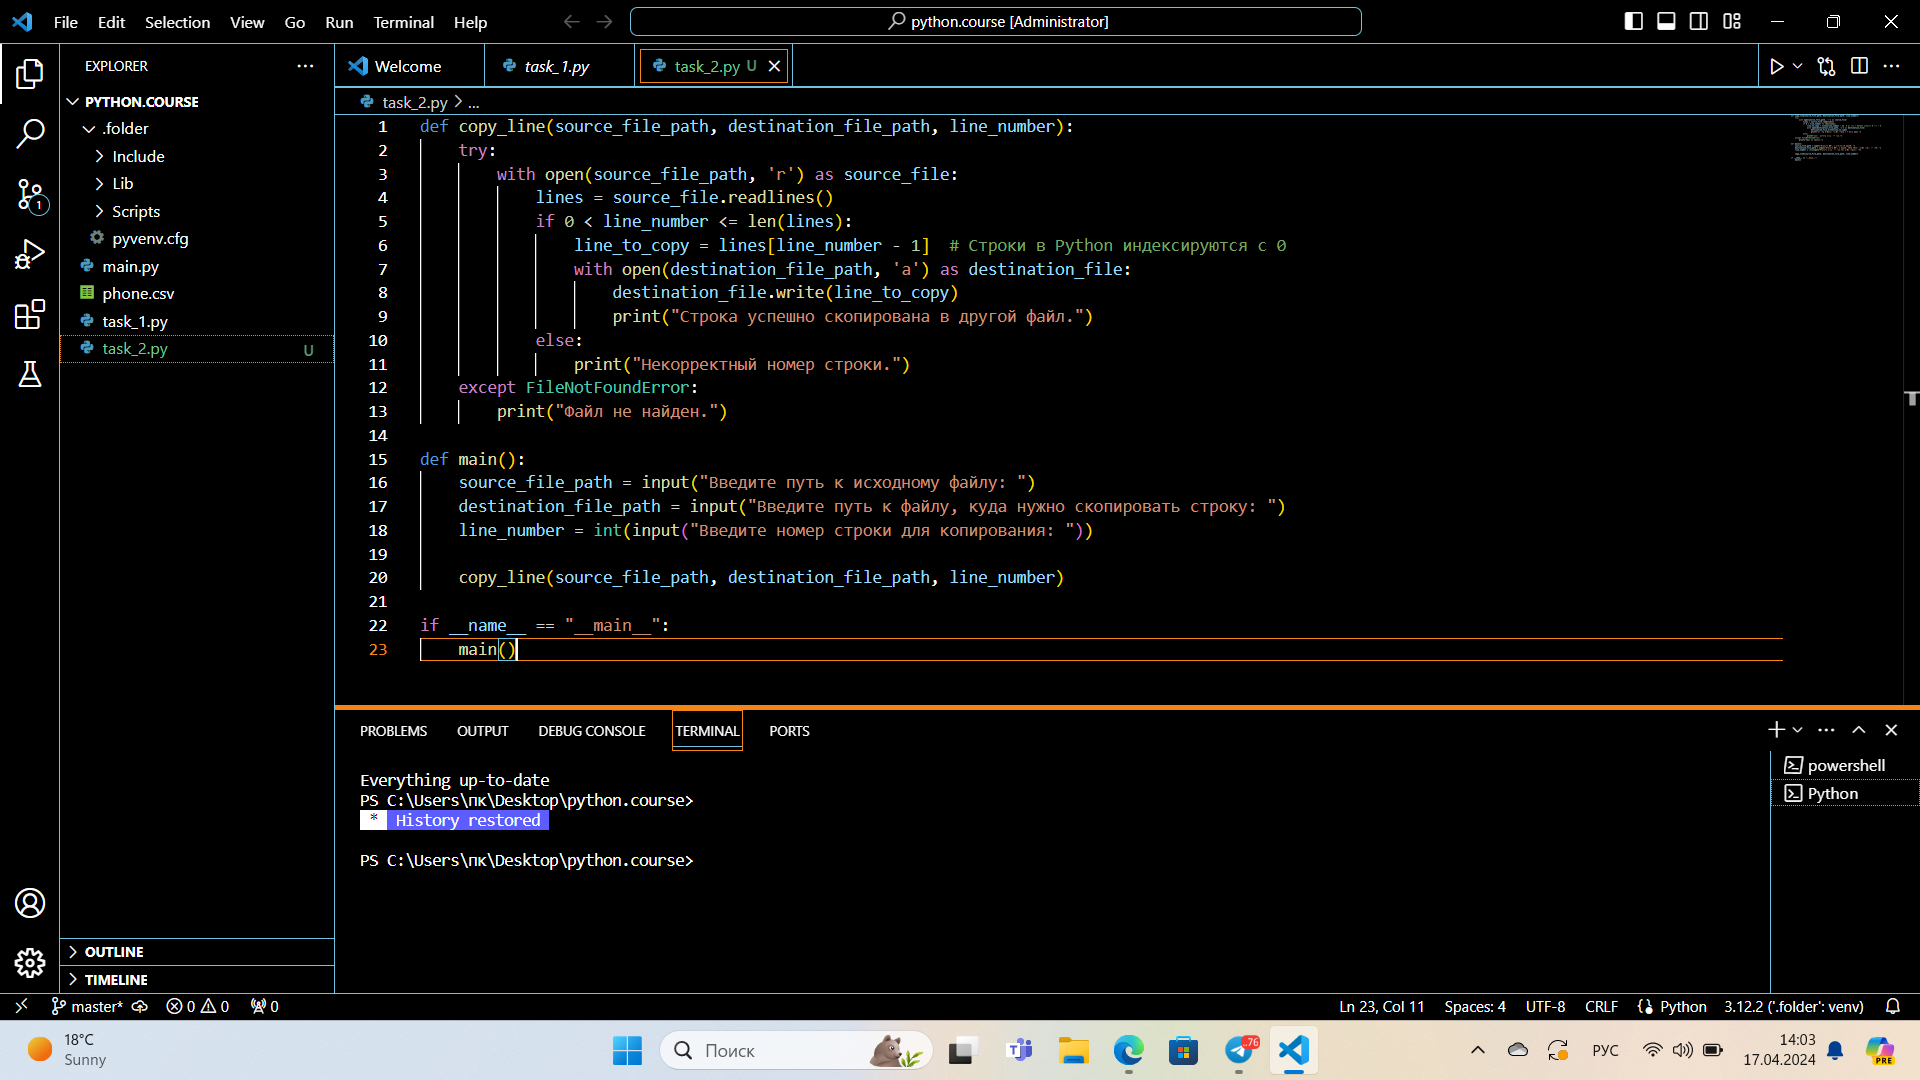 File Edit Selection View Go Run Terminal Help
python.course [Administrator]
EXPLORER
PYTHON.COURSE
.folder
Include
Lib
Scripts
pyvenv.cfg
main.py
phone.csv
task_1.py
task_2.py U
OUTLINE
TIMELINE
Welcome task_1.py task_2.py U
task_2.py > ...
1 def copy_line(source_file_path, destination_file_path, line_number):
2 try:
3 with open(source_file_path, 'r') as source_file:
4 lines = source_file.readlines()
5 if 0 < line_number <= len(lines):
6 line_to_copy = lines[line_number - 1]  # Строки в Python индексируются с 0
7 with open(destination_file_path, 'a') as destination_file:
8 destination_file.write(line_to_copy)
9 print("Строка успешно скопирована в другой файл.")
10 else:
11 print("Некорректный номер строки.")
12 except FileNotFoundError:
13 print("Файл не найден.")
14
15 def main():
16 source_file_path = input("Введите путь к исходному файлу: ")
17 destination_file_path = input("Введите путь к файлу, куда нужно скопировать строку: ")
18 line_number = int(input("Введите номер строки для копирования: "))
19
20 copy_line(source_file_path, destination_file_path, line_number)
21
22 if __name__ == "__main__":
23 main()
PROBLEMS OUTPUT DEBUG CONSOLE TERMINAL PORTS
Everything up-to-date
PS C:\Users\пк\Desktop\python.course>
* History restored
PS C:\Users\пк\Desktop\python.course>
powershell
Python
1
master* 0 0 0
Ln 23, Col 11 Spaces: 4 UTF-8 CRLF Python 3.12.2 ('.folder': venv)
18°C
Sunny
Поиск
.76
РУС
14:03
17.04.2024
PRE